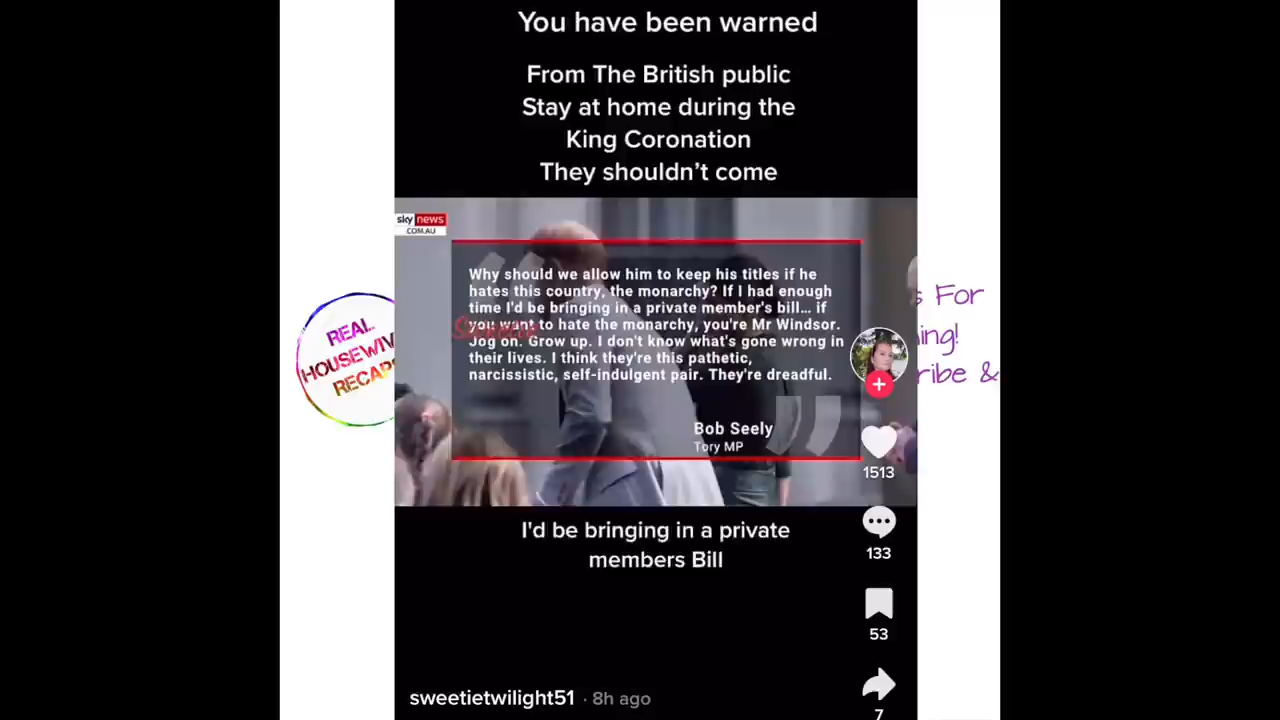 You have been warned
From The British public
Stay at home during the
King Coronation
They shouldn't come
sky news
COM.AU
Why should we allow him to keep his titles if he
hates this country, the monarchy? If I had enough
time I'd be bringing in a private member's bill... if
you want to hate the monarchy, you're Mr Windsor.
Jog on. Grow up. I don't know what's gone wrong in
their lives. I think they're this pathetic,
narcissistic, self-indulgent pair. They're dreadful.
Bob Seely
Tory MP
REAL
HOUSEWIV
RECAPS
s For
ing!
ribe &
1513
133
53
7
I'd be bringing in a private
members Bill
sweetietwilight51 · 8h ago